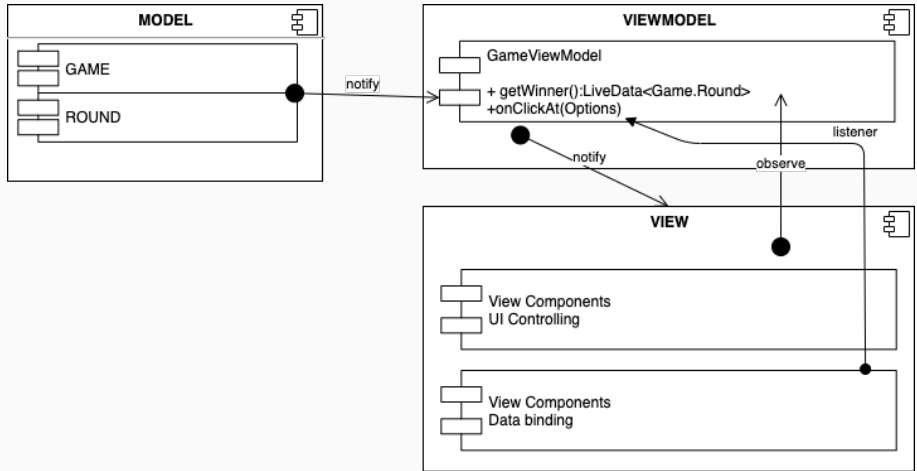 MODEL
GAME
ROUND
notify
VIEWMODEL
GameViewModel
+ getWinner():LiveData<Game.Round>
+onClickAt(Options)
listener
notify
observe
VIEW
View Components
UI Controlling
View Components
Data binding